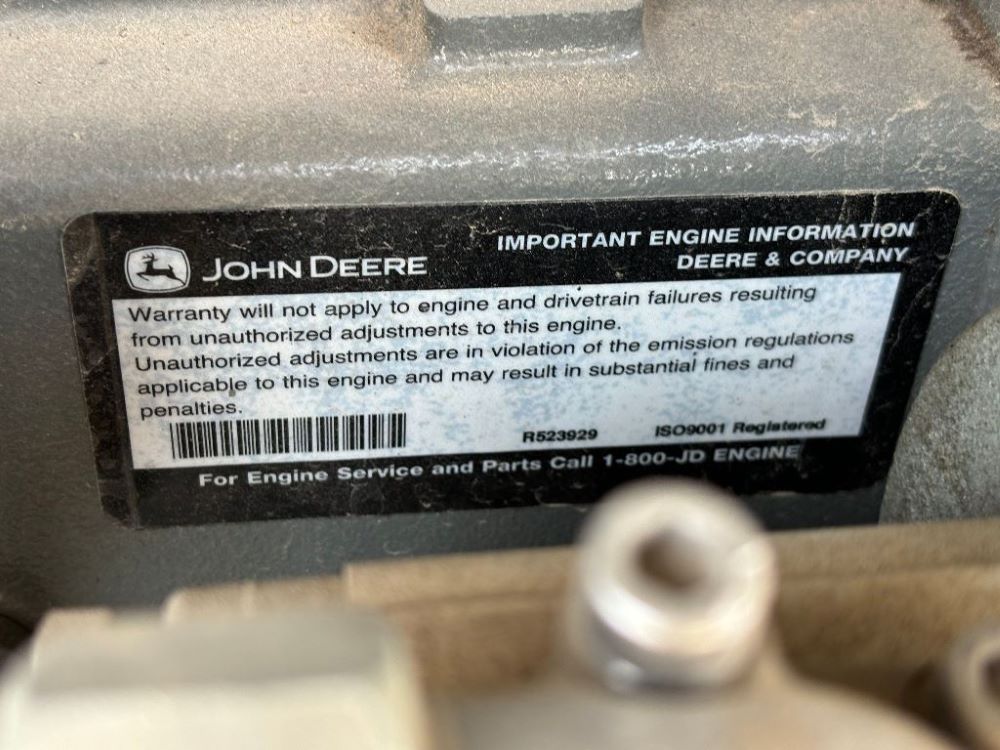 JOHN DEERE
IMPORTANT ENGINE INFORMATION
DEERE & COMPANY
Warranty will not apply to engine and drivetrain failures resulting
from unauthorized adjustments to this engine.
Unauthorized adjustments are in violation of the emission regulations
applicable to this engine and may result in substantial fines and
penalties.
R523929
ISO9001 Registered
For Engine Service and Parts Call 1-800-JD ENGINE